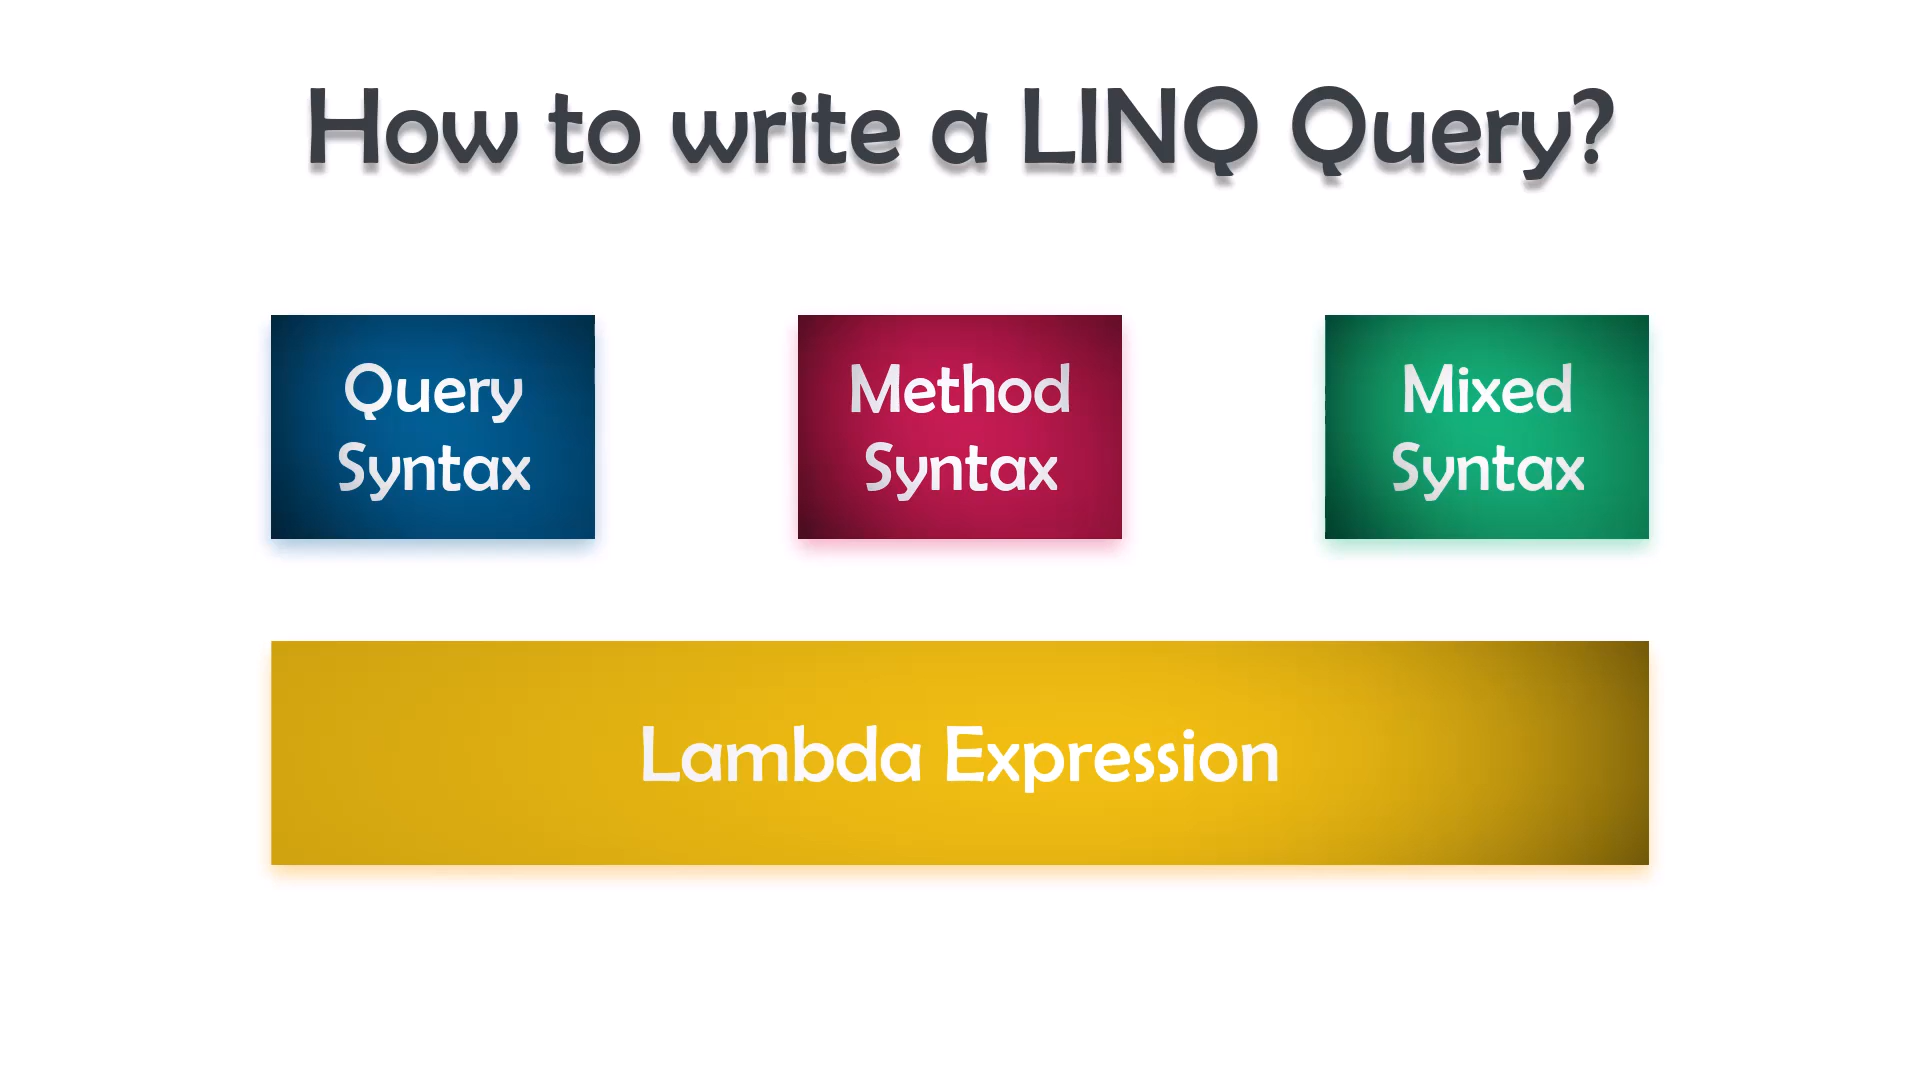 How to write a LINQ Query?
Query
Syntax
Method
Syntax
Mixed
Syntax
Lambda Expression